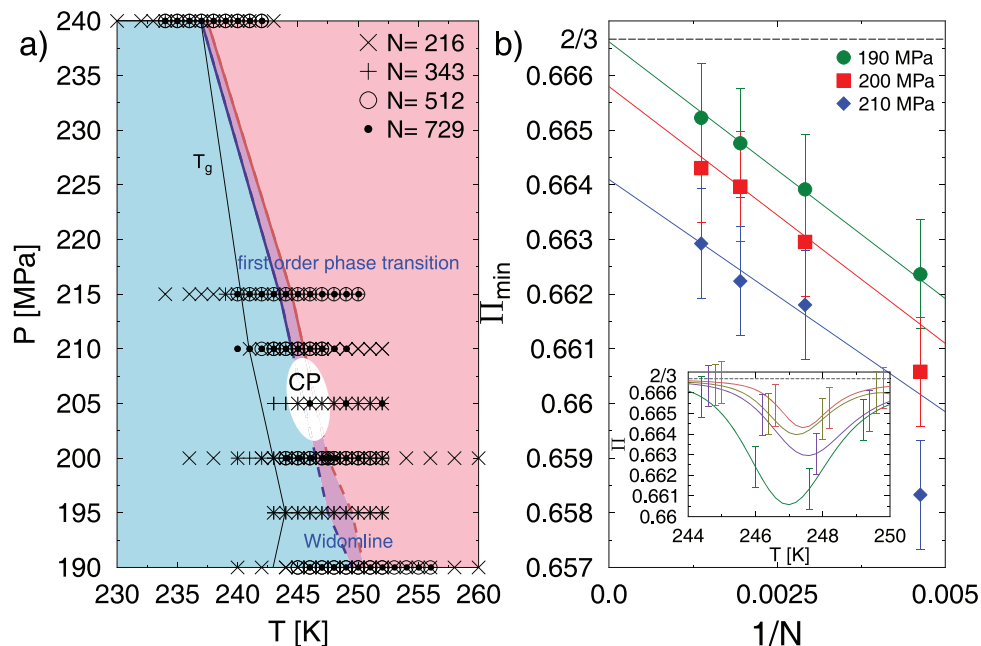 a)
× N= 216
+ N= 343
○ N= 512
• N= 729
Tg
first order phase transition
CP
Widomline
240
235
230
225
220
215
210
205
200
195
190
P [MPa]
230 235 240 245 250 255 260
T [K]
b)
190 MPa
200 MPa
210 MPa
2/3
0.666
0.665
0.664
0.663
0.662
0.661
0.66
0.659
0.658
0.657
Πmin
0.0 0.0025 0.005
1/N
2/3
0.666
0.665
0.664
0.663
0.662
0.661
0.66
Π
244 246 248 250
T [K]